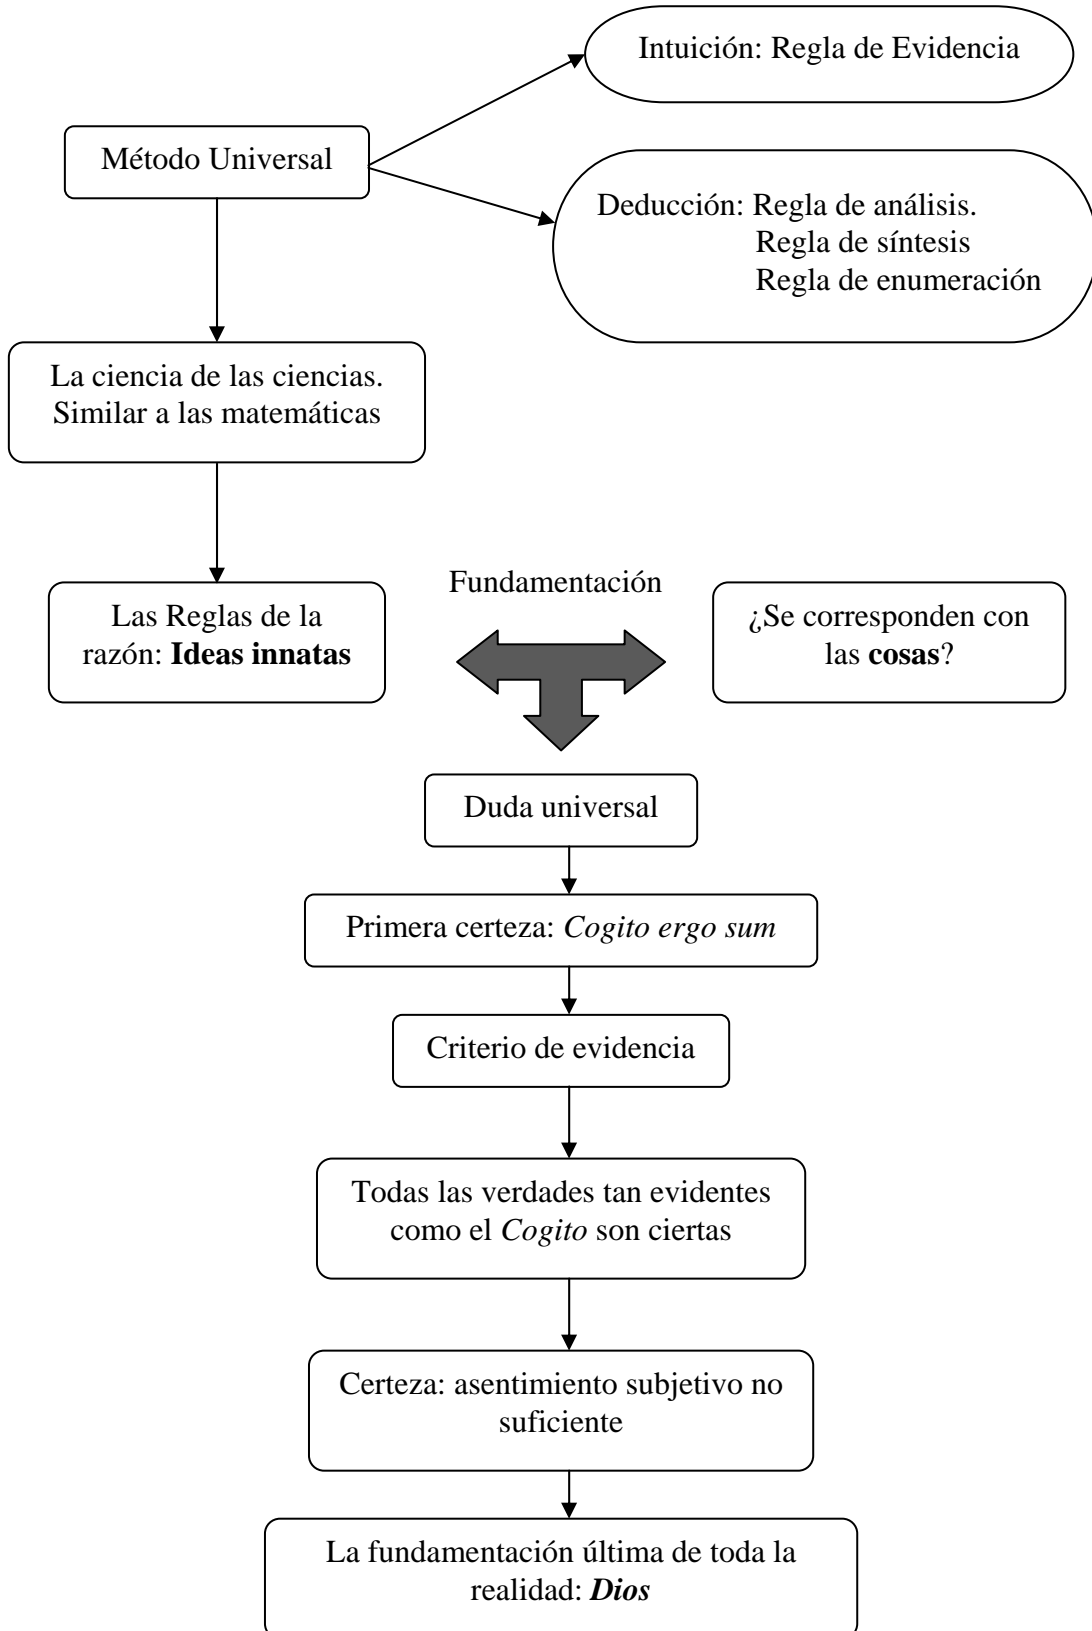 Intuición: Regla de Evidencia
Método Universal
Deducción: Regla de análisis.
Regla de síntesis
Regla de enumeración
La ciencia de las ciencias.
Similar a las matemáticas
Fundamentación
Las Reglas de la
razón: Ideas innatas
¿Se corresponden con
las cosas?
Duda universal
Primera certeza: Cogito ergo sum
Criterio de evidencia
Todas las verdades tan evidentes
como el Cogito son ciertas
Certeza: asentimiento subjetivo no
suficiente
La fundamentación última de toda la
realidad: Dios